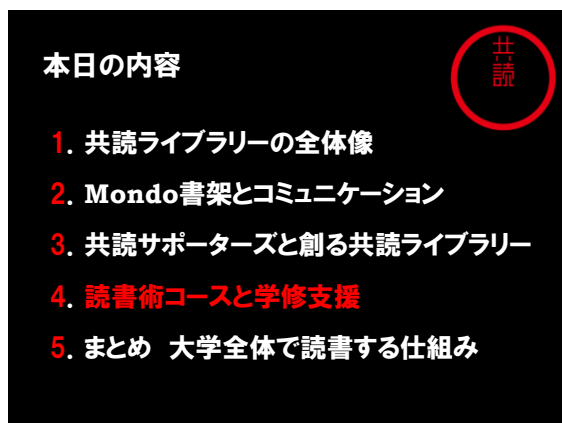 本日の内容
共読
1. 共読ライブラリーの全体像
2. Mondo書架とコミュニケーション
3. 共読サポーターズと創る共読ライブラリー
4. 読書術コースと学修支援
5. まとめ　大学全体で読書する仕組み